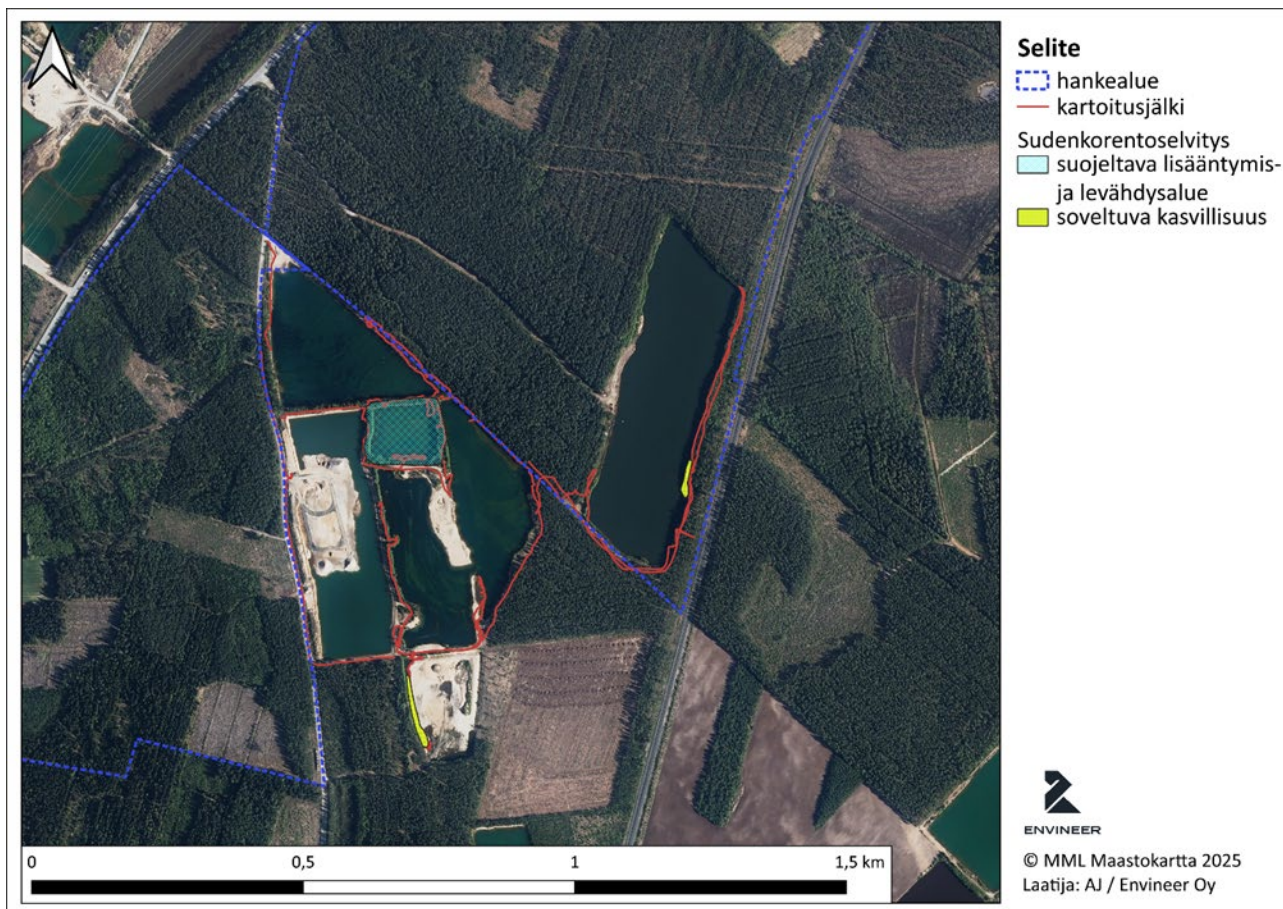 Selite
hankealue
kartoitusjälki
Sudenkorentoselvitys
suojeltava lisääntymis-
ja levähdysalue
soveltuva kasvillisuus
ENVINEER
© MML Maastokartta 2025
Laatija: AJ / Envineer Oy
0
0,5
1
1,5 km